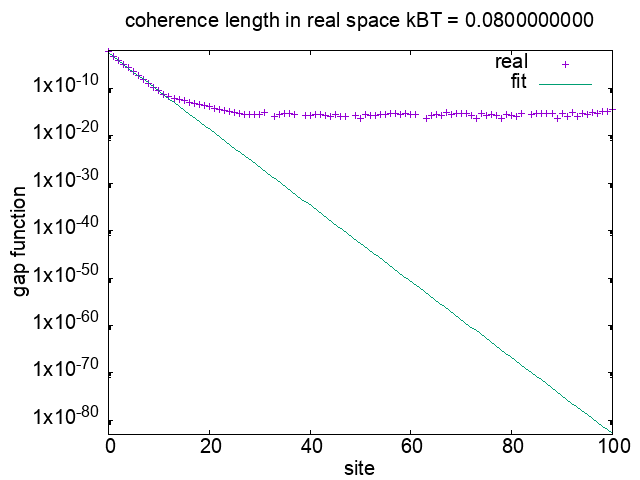 coherence length in real space kBT = 0.0800000000
real
fit
1x10^-10
1x10^-20
1x10^-30
1x10^-40
1x10^-50
1x10^-60
1x10^-70
1x10^-80
gap function
0 20 40 60 80 100
site